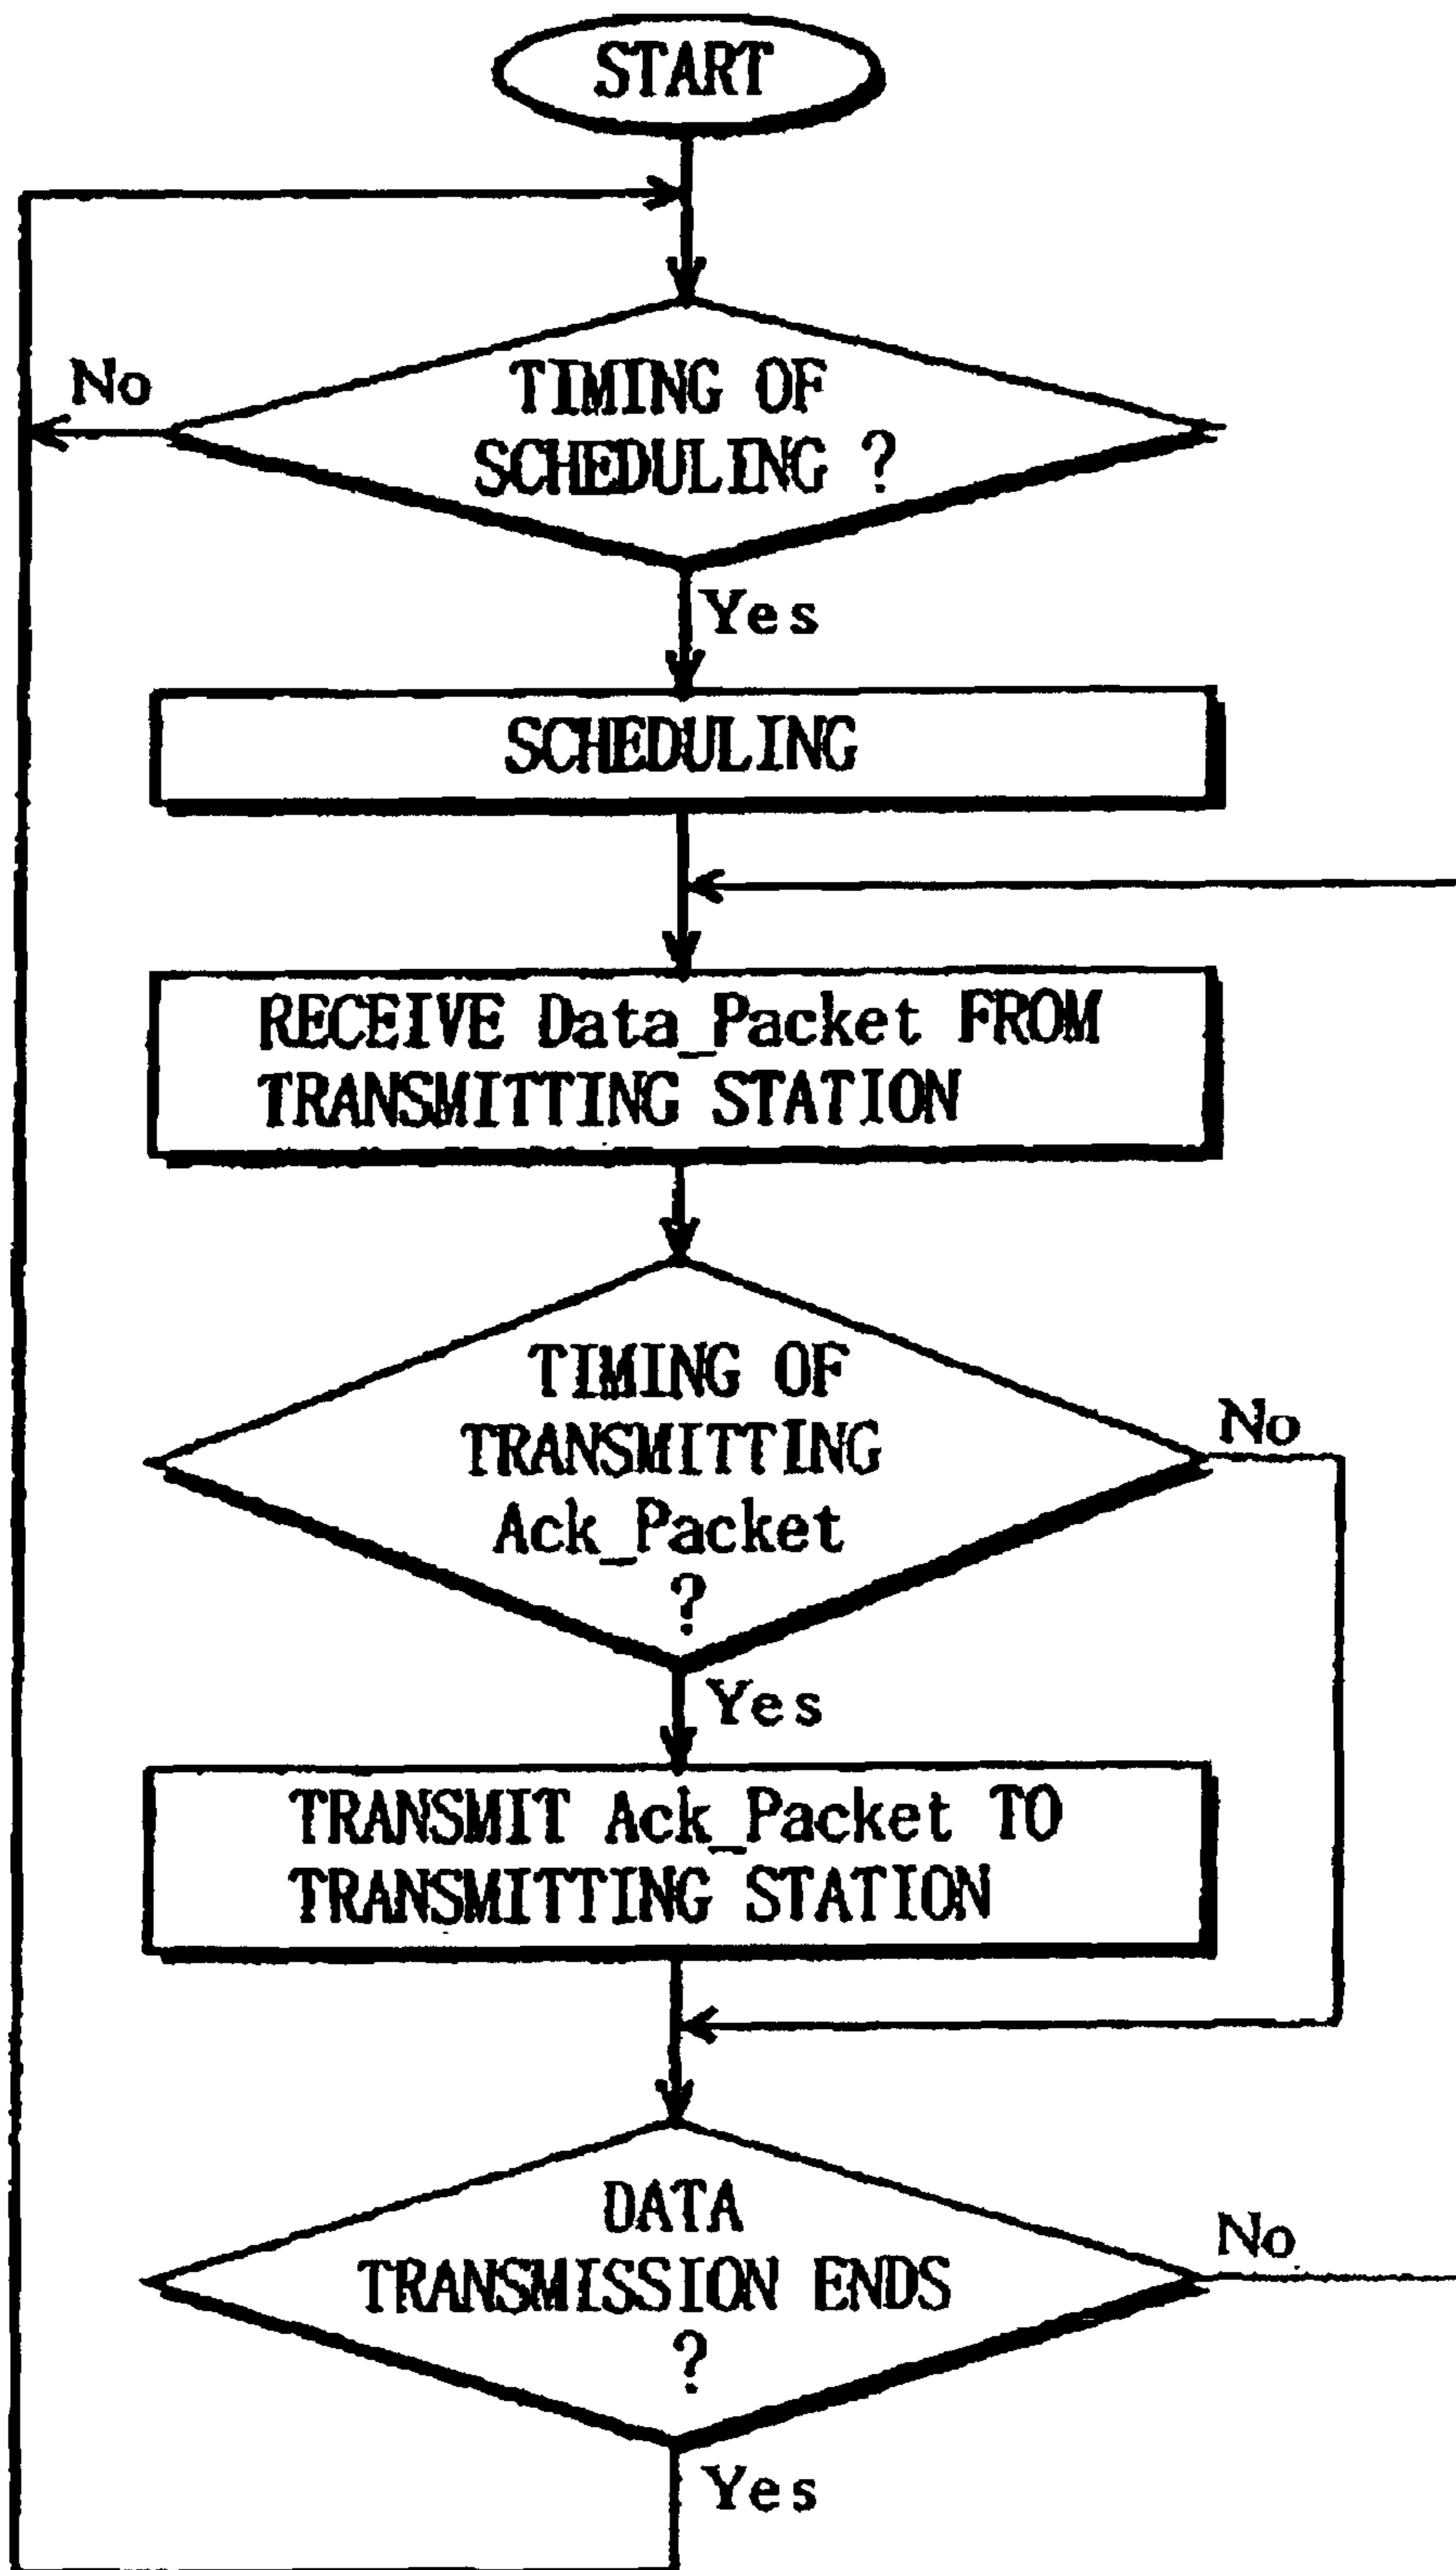 START
No
TIMING OF
SCHEDULING ?
Yes
SCHEDULING
RECEIVE Data_Packet FROM
TRANSMITTING STATION
TIMING OF
TRANSMITTING
Ack_Packet
?
No
Yes
TRANSMIT Ack_Packet TO
TRANSMITTING STATION
DATA
TRANSMISSION ENDS
?
No
Yes